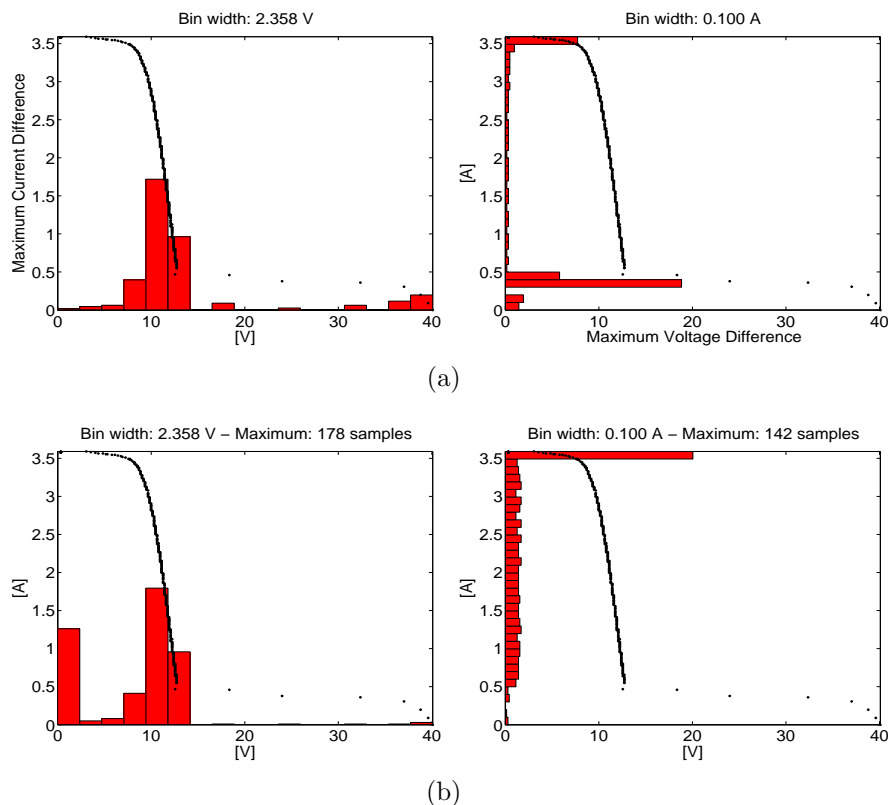 Bin width: 2.358 V
Maximum Current Difference
3.5
3
2.5
2
1.5
1
0.5
0
0 10 20 30 40
[V]
Bin width: 0.100 A
[A]
3.5
3
2.5
2
1.5
1
0.5
0
0 10 20 30 40
Maximum Voltage Difference
(a)
Bin width: 2.358 V − Maximum: 178 samples
[A]
3.5
3
2.5
2
1.5
1
0.5
0
0 10 20 30 40
[V]
Bin width: 0.100 A − Maximum: 142 samples
[A]
3.5
3
2.5
2
1.5
1
0.5
0
0 10 20 30 40
[V]
(b)